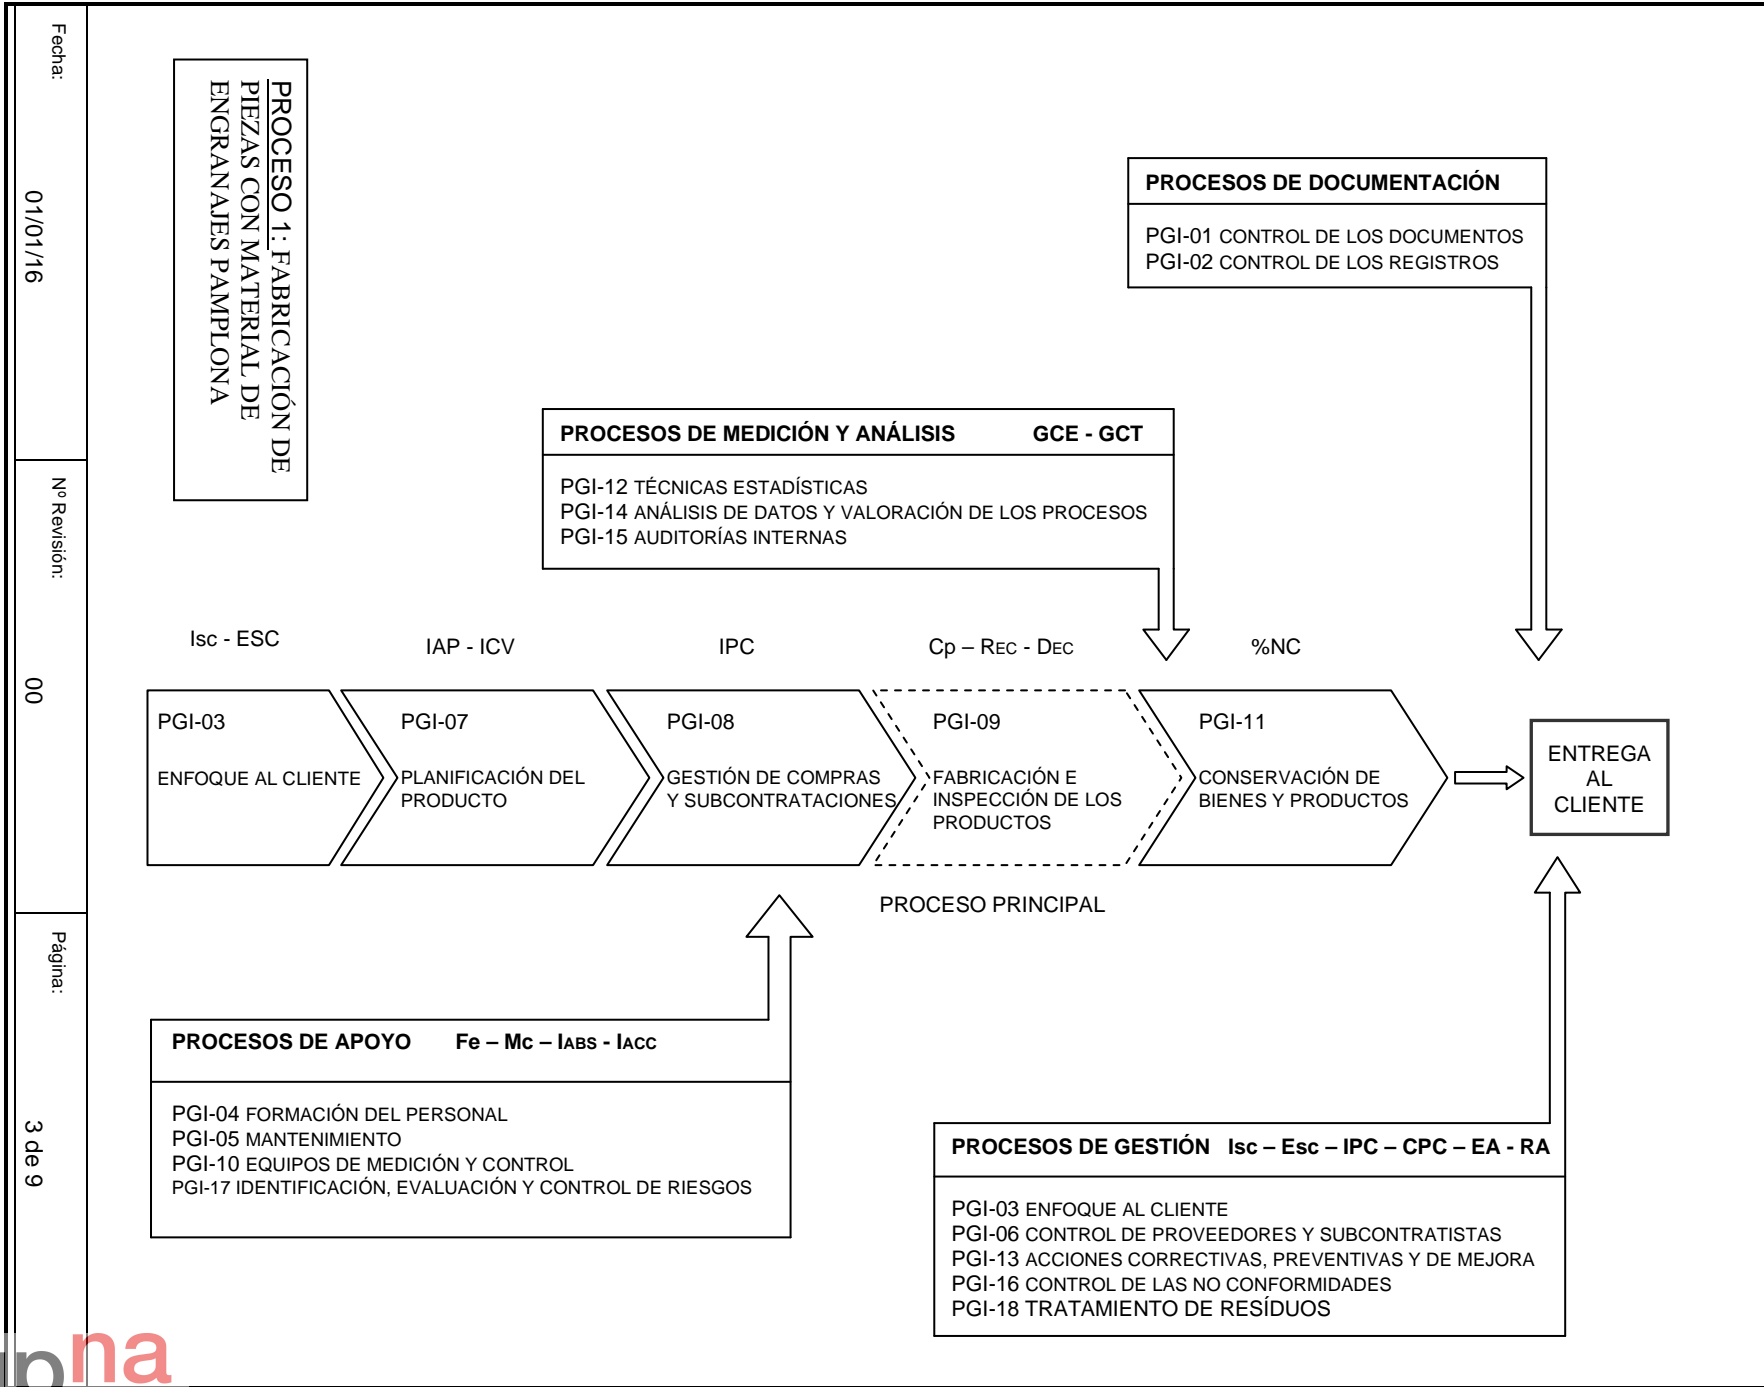 Fecha:
01/01/16
Nº Revisión:
00
Página:
3 de 9
PROCESO 1: FABRICACIÓN DE
PIEZAS CON MATERIAL DE
ENGRANAJES PAMPLONA
PROCESOS DE DOCUMENTACIÓN
PGI-01 CONTROL DE LOS DOCUMENTOS
PGI-02 CONTROL DE LOS REGISTROS
PROCESOS DE MEDICIÓN Y ANÁLISIS GCE - GCT
PGI-12 TÉCNICAS ESTADÍSTICAS
PGI-14 ANÁLISIS DE DATOS Y VALORACIÓN DE LOS PROCESOS
PGI-15 AUDITORÍAS INTERNAS
Isc - ESC
IAP - ICV
IPC
Cp – REC - DEC
%NC
PGI-03
ENFOQUE AL CLIENTE
PGI-07
PLANIFICACIÓN DEL
PRODUCTO
PGI-08
GESTIÓN DE COMPRAS
Y SUBCONTRATACIONES
PGI-09
FABRICACIÓN E
INSPECCIÓN DE LOS
PRODUCTOS
PGI-11
CONSERVACIÓN DE
BIENES Y PRODUCTOS
ENTREGA
AL
CLIENTE
PROCESO PRINCIPAL
PROCESOS DE APOYO Fe – Mc – IABS - IACC
PGI-04 FORMACIÓN DEL PERSONAL
PGI-05 MANTENIMIENTO
PGI-10 EQUIPOS DE MEDICIÓN Y CONTROL
PGI-17 IDENTIFICACIÓN, EVALUACIÓN Y CONTROL DE RIESGOS
PROCESOS DE GESTIÓN Isc – Esc – IPC – CPC – EA - RA
PGI-03 ENFOQUE AL CLIENTE
PGI-06 CONTROL DE PROVEEDORES Y SUBCONTRATISTAS
PGI-13 ACCIONES CORRECTIVAS, PREVENTIVAS Y DE MEJORA
PGI-16 CONTROL DE LAS NO CONFORMIDADES
PGI-18 TRATAMIENTO DE RESÍDUOS